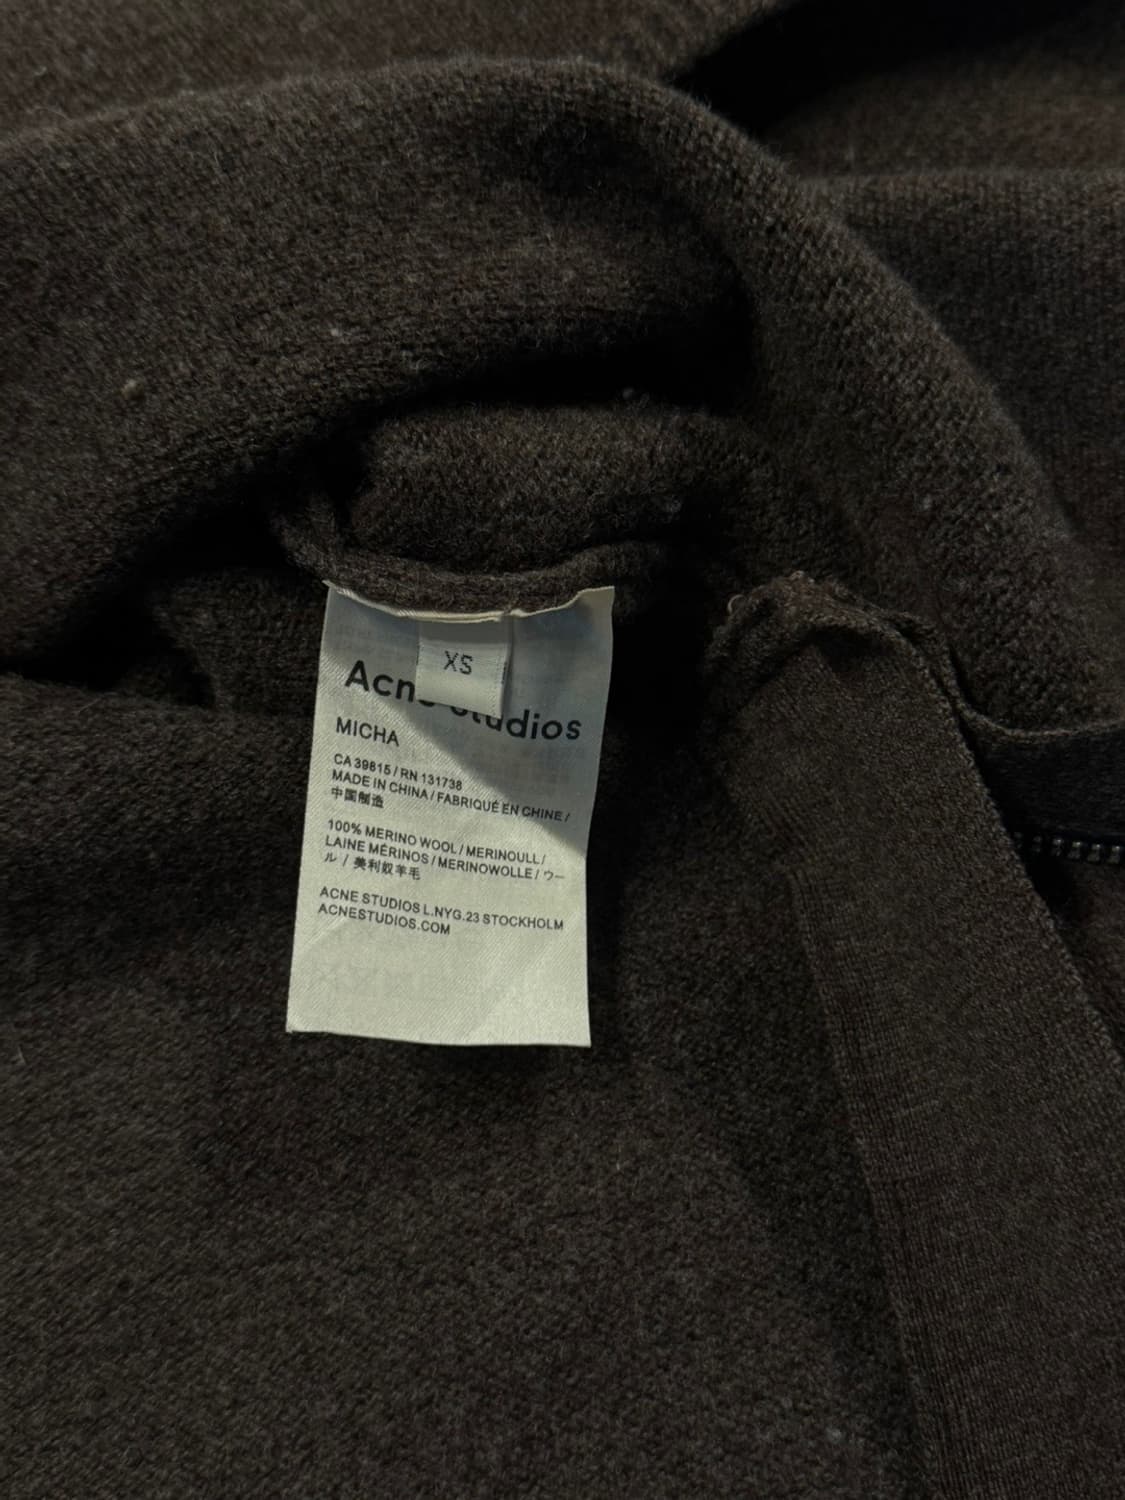 XS
Acne Studios
MICHA
CA 39815 / RN 131738
MADE IN CHINA / FABRIQUÉ EN CHINE /
中国制造
100% MERINO WOOL / MERINOULL /
LAINE MÉRINOS / MERINOWOLLE / ウー
ル / 美利奴羊毛
ACNE STUDIOS L.NYG.23 STOCKHOLM
ACNESTUDIOS.COM